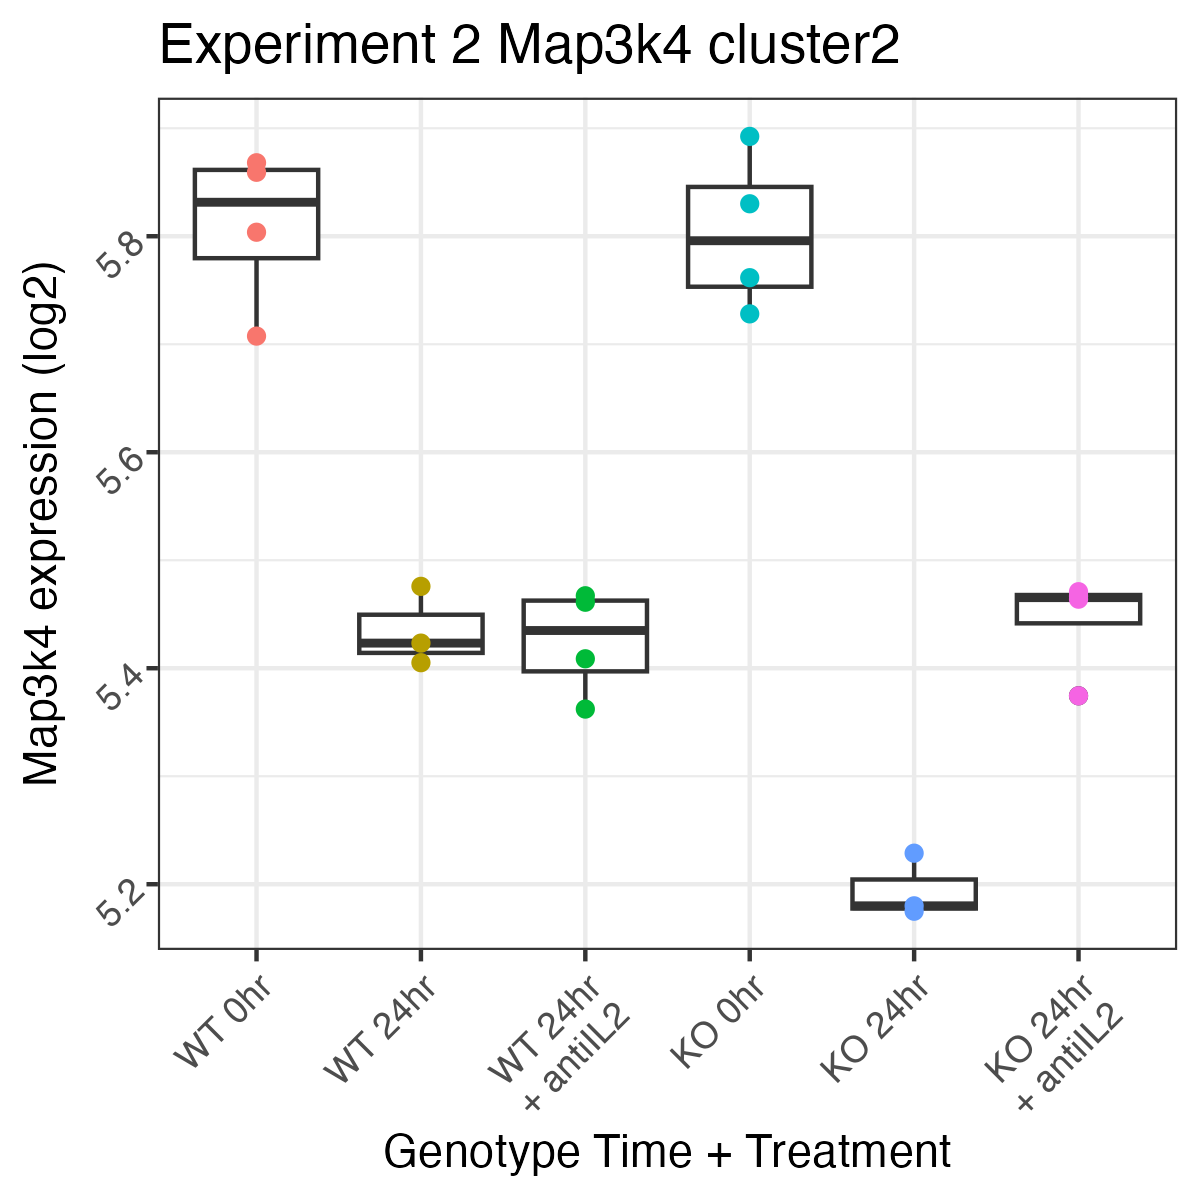 Experiment 2 Map3k4 cluster2
Map3k4 expression (log2)
5.8
5.6
5.4
5.2
WT 0hr
WT 24hr
WT 24hr
+ antiIL2
KO 0hr
KO 24hr
KO 24hr
+ antiIL2
Genotype Time + Treatment